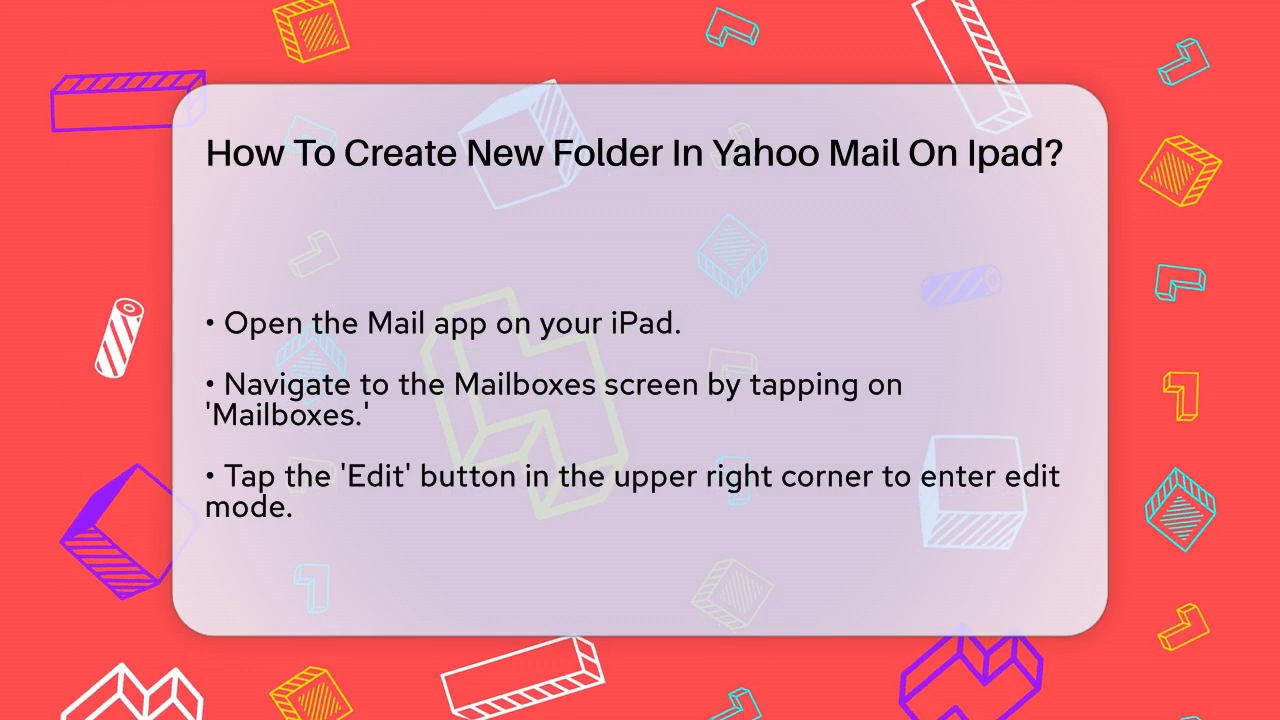 How To Create New Folder In Yahoo Mail On Ipad?
• Open the Mail app on your iPad.
• Navigate to the Mailboxes screen by tapping on
'Mailboxes.'
• Tap the 'Edit' button in the upper right corner to enter edit
mode.